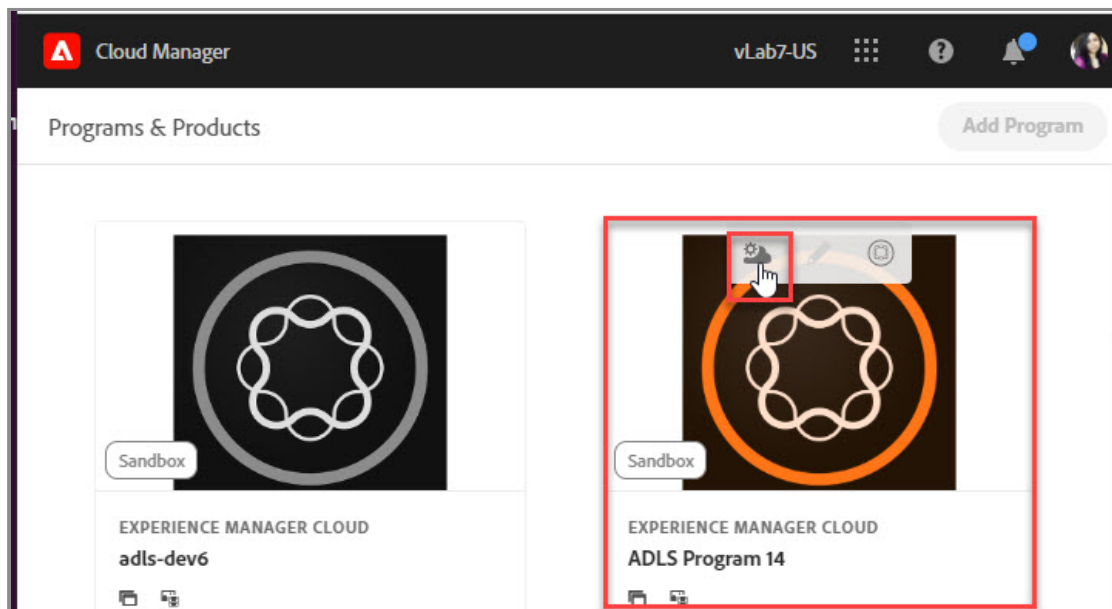 Cloud Manager
vLab7-US
Programs & Products
Add Program
Sandbox
EXPERIENCE MANAGER CLOUD
adls-dev6
Sandbox
EXPERIENCE MANAGER CLOUD
ADLS Program 14